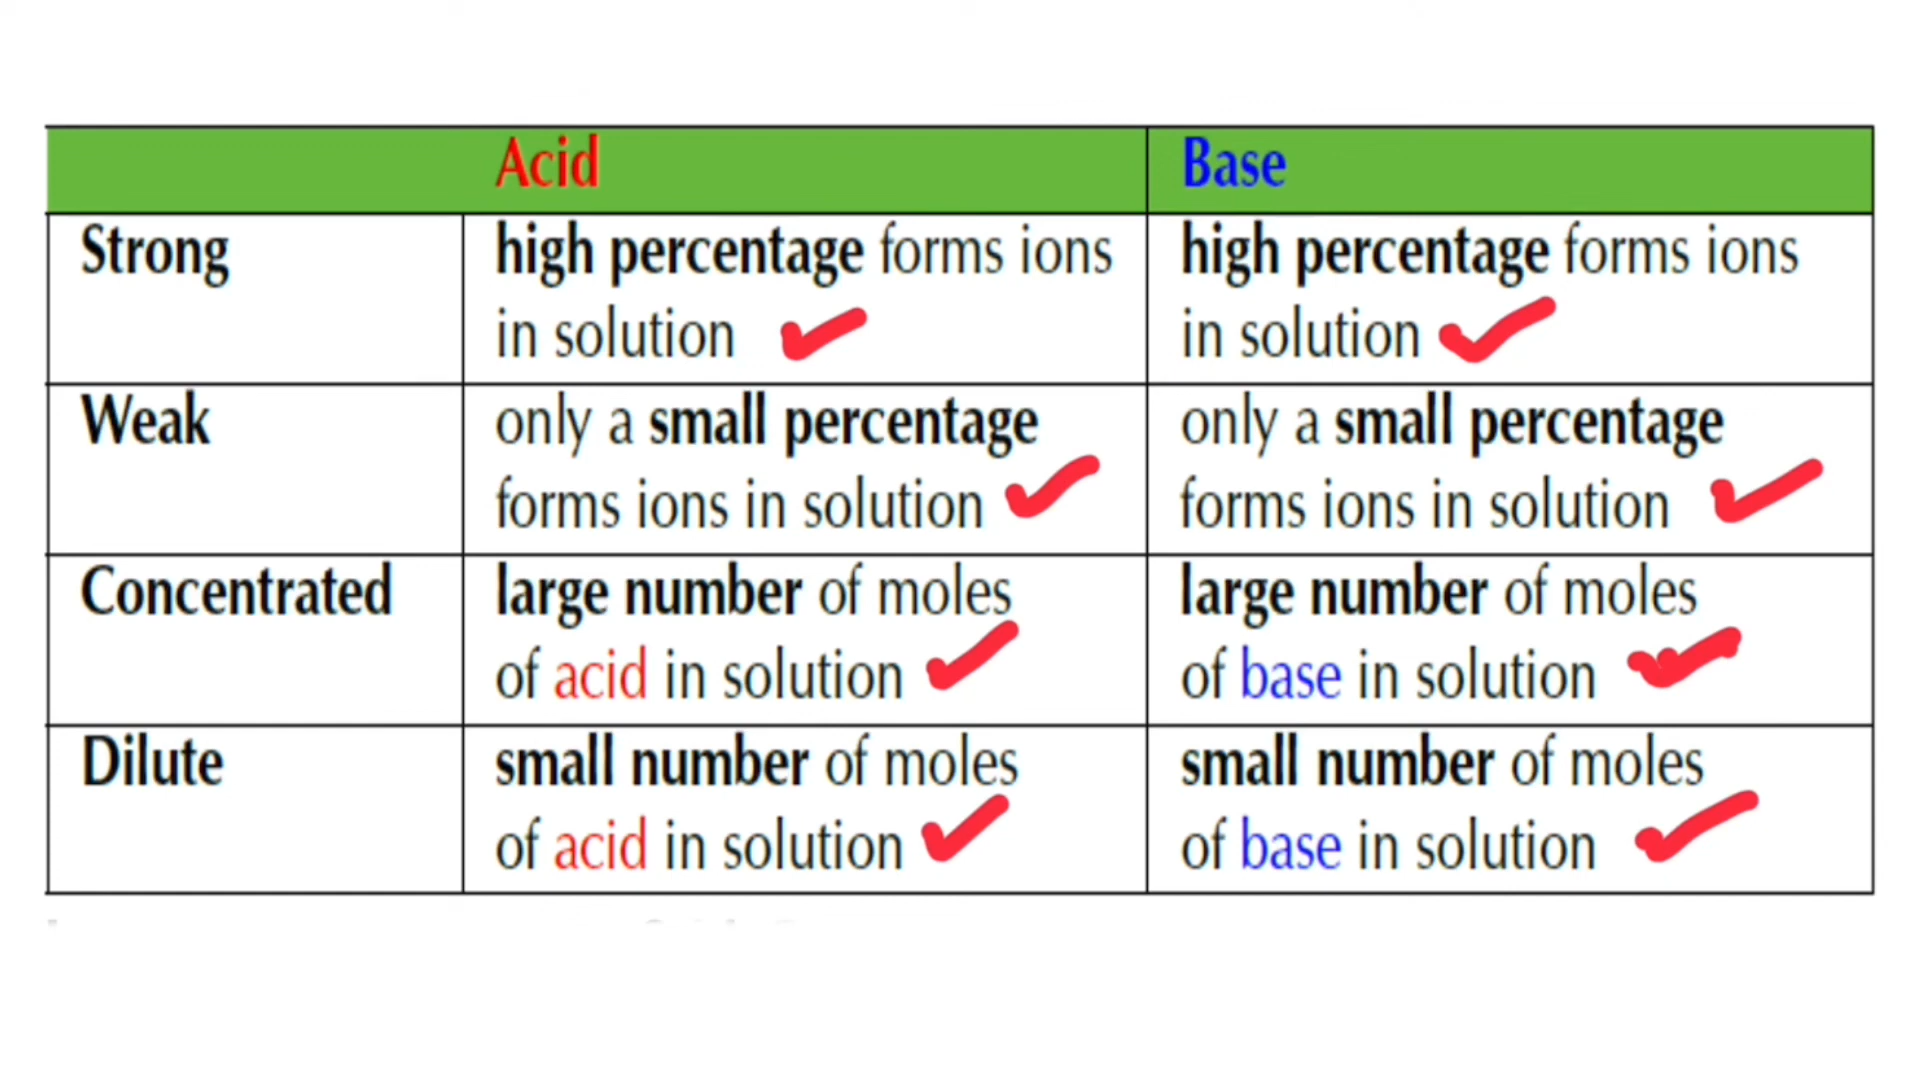 Acid Base
Strong high percentage forms ions high percentage forms ions
in solution in solution
Weak only a small percentage only a small percentage
forms ions in solution forms ions in solution
Concentrated large number of moles large number of moles
of acid in solution of base in solution
Dilute small number of moles small number of moles
of acid in solution of base in solution